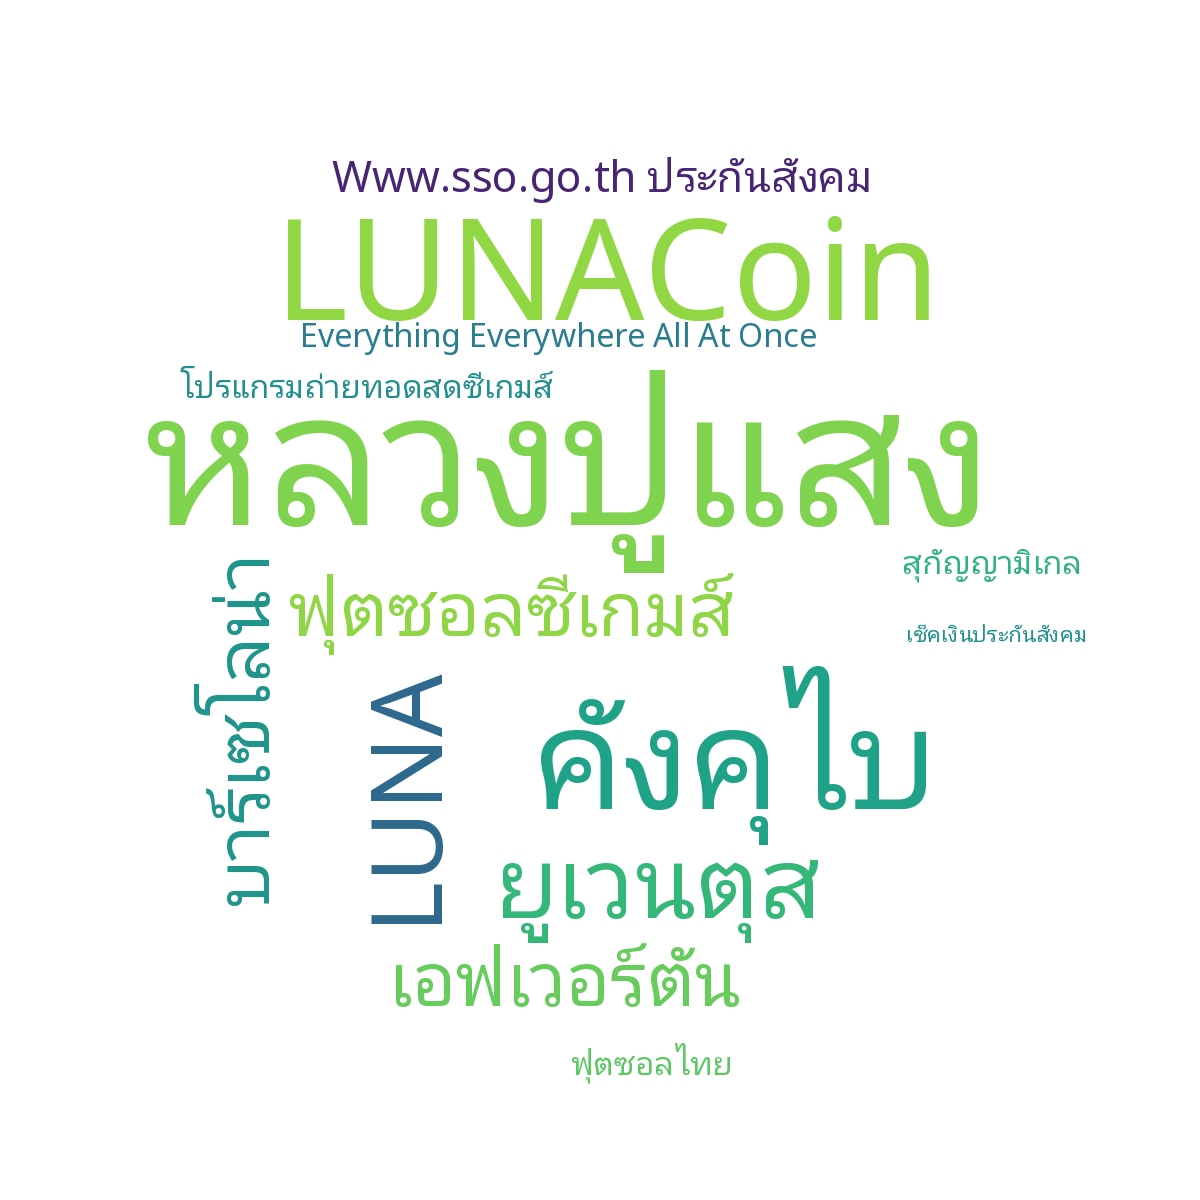 Www.sso.go.th ประกันสังคม
LUNACoin
Everything Everywhere All At Once
โปรแกรมถ่ายทอดสดซีเกมส์
หลวงปู่แสง
สุกัญญามิเกล
ฟุตซอลซีเกมส์
บาร์เซโลน่า
เช็คเงินประกันสังคม
LUNA
คังคุไบ
ยูเวนตุส
เอฟเวอร์ตัน
ฟุตซอลไทย